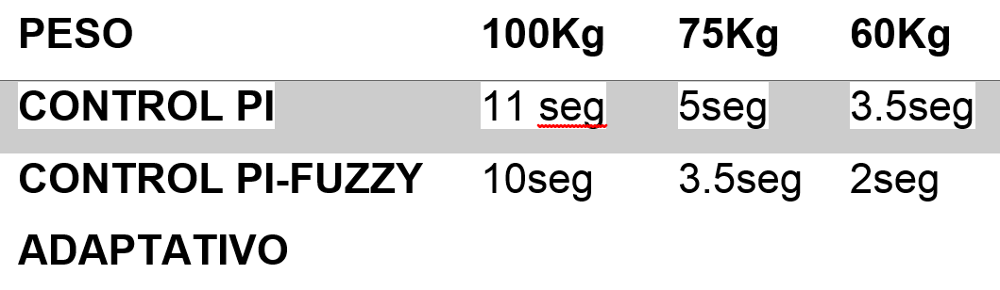 PESO 100Kg 75Kg 60Kg
CONTROL PI 11 seg 5seg 3.5seg
CONTROL PI-FUZZY 10seg 3.5seg 2seg
ADAPTATIVO